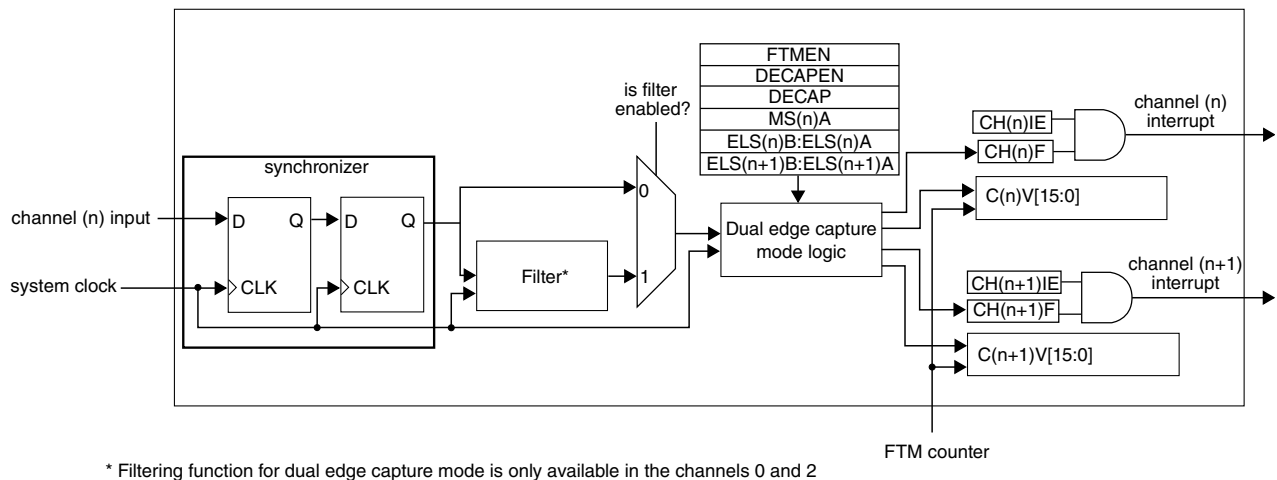 FTMEN
DECAPEN
DECAP
MS(n)A
ELS(n)B:ELS(n)A
ELS(n+1)B:ELS(n+1)A
is filter
enabled?
synchronizer
channel (n) input
system clock
D Q
CLK
D Q
CLK
Filter*
0
1
Dual edge capture
mode logic
CH(n)IE
CH(n)F
channel (n)
interrupt
C(n)V[15:0]
CH(n+1)IE
CH(n+1)F
channel (n+1)
interrupt
C(n+1)V[15:0]
FTM counter
* Filtering function for dual edge capture mode is only available in the channels 0 and 2